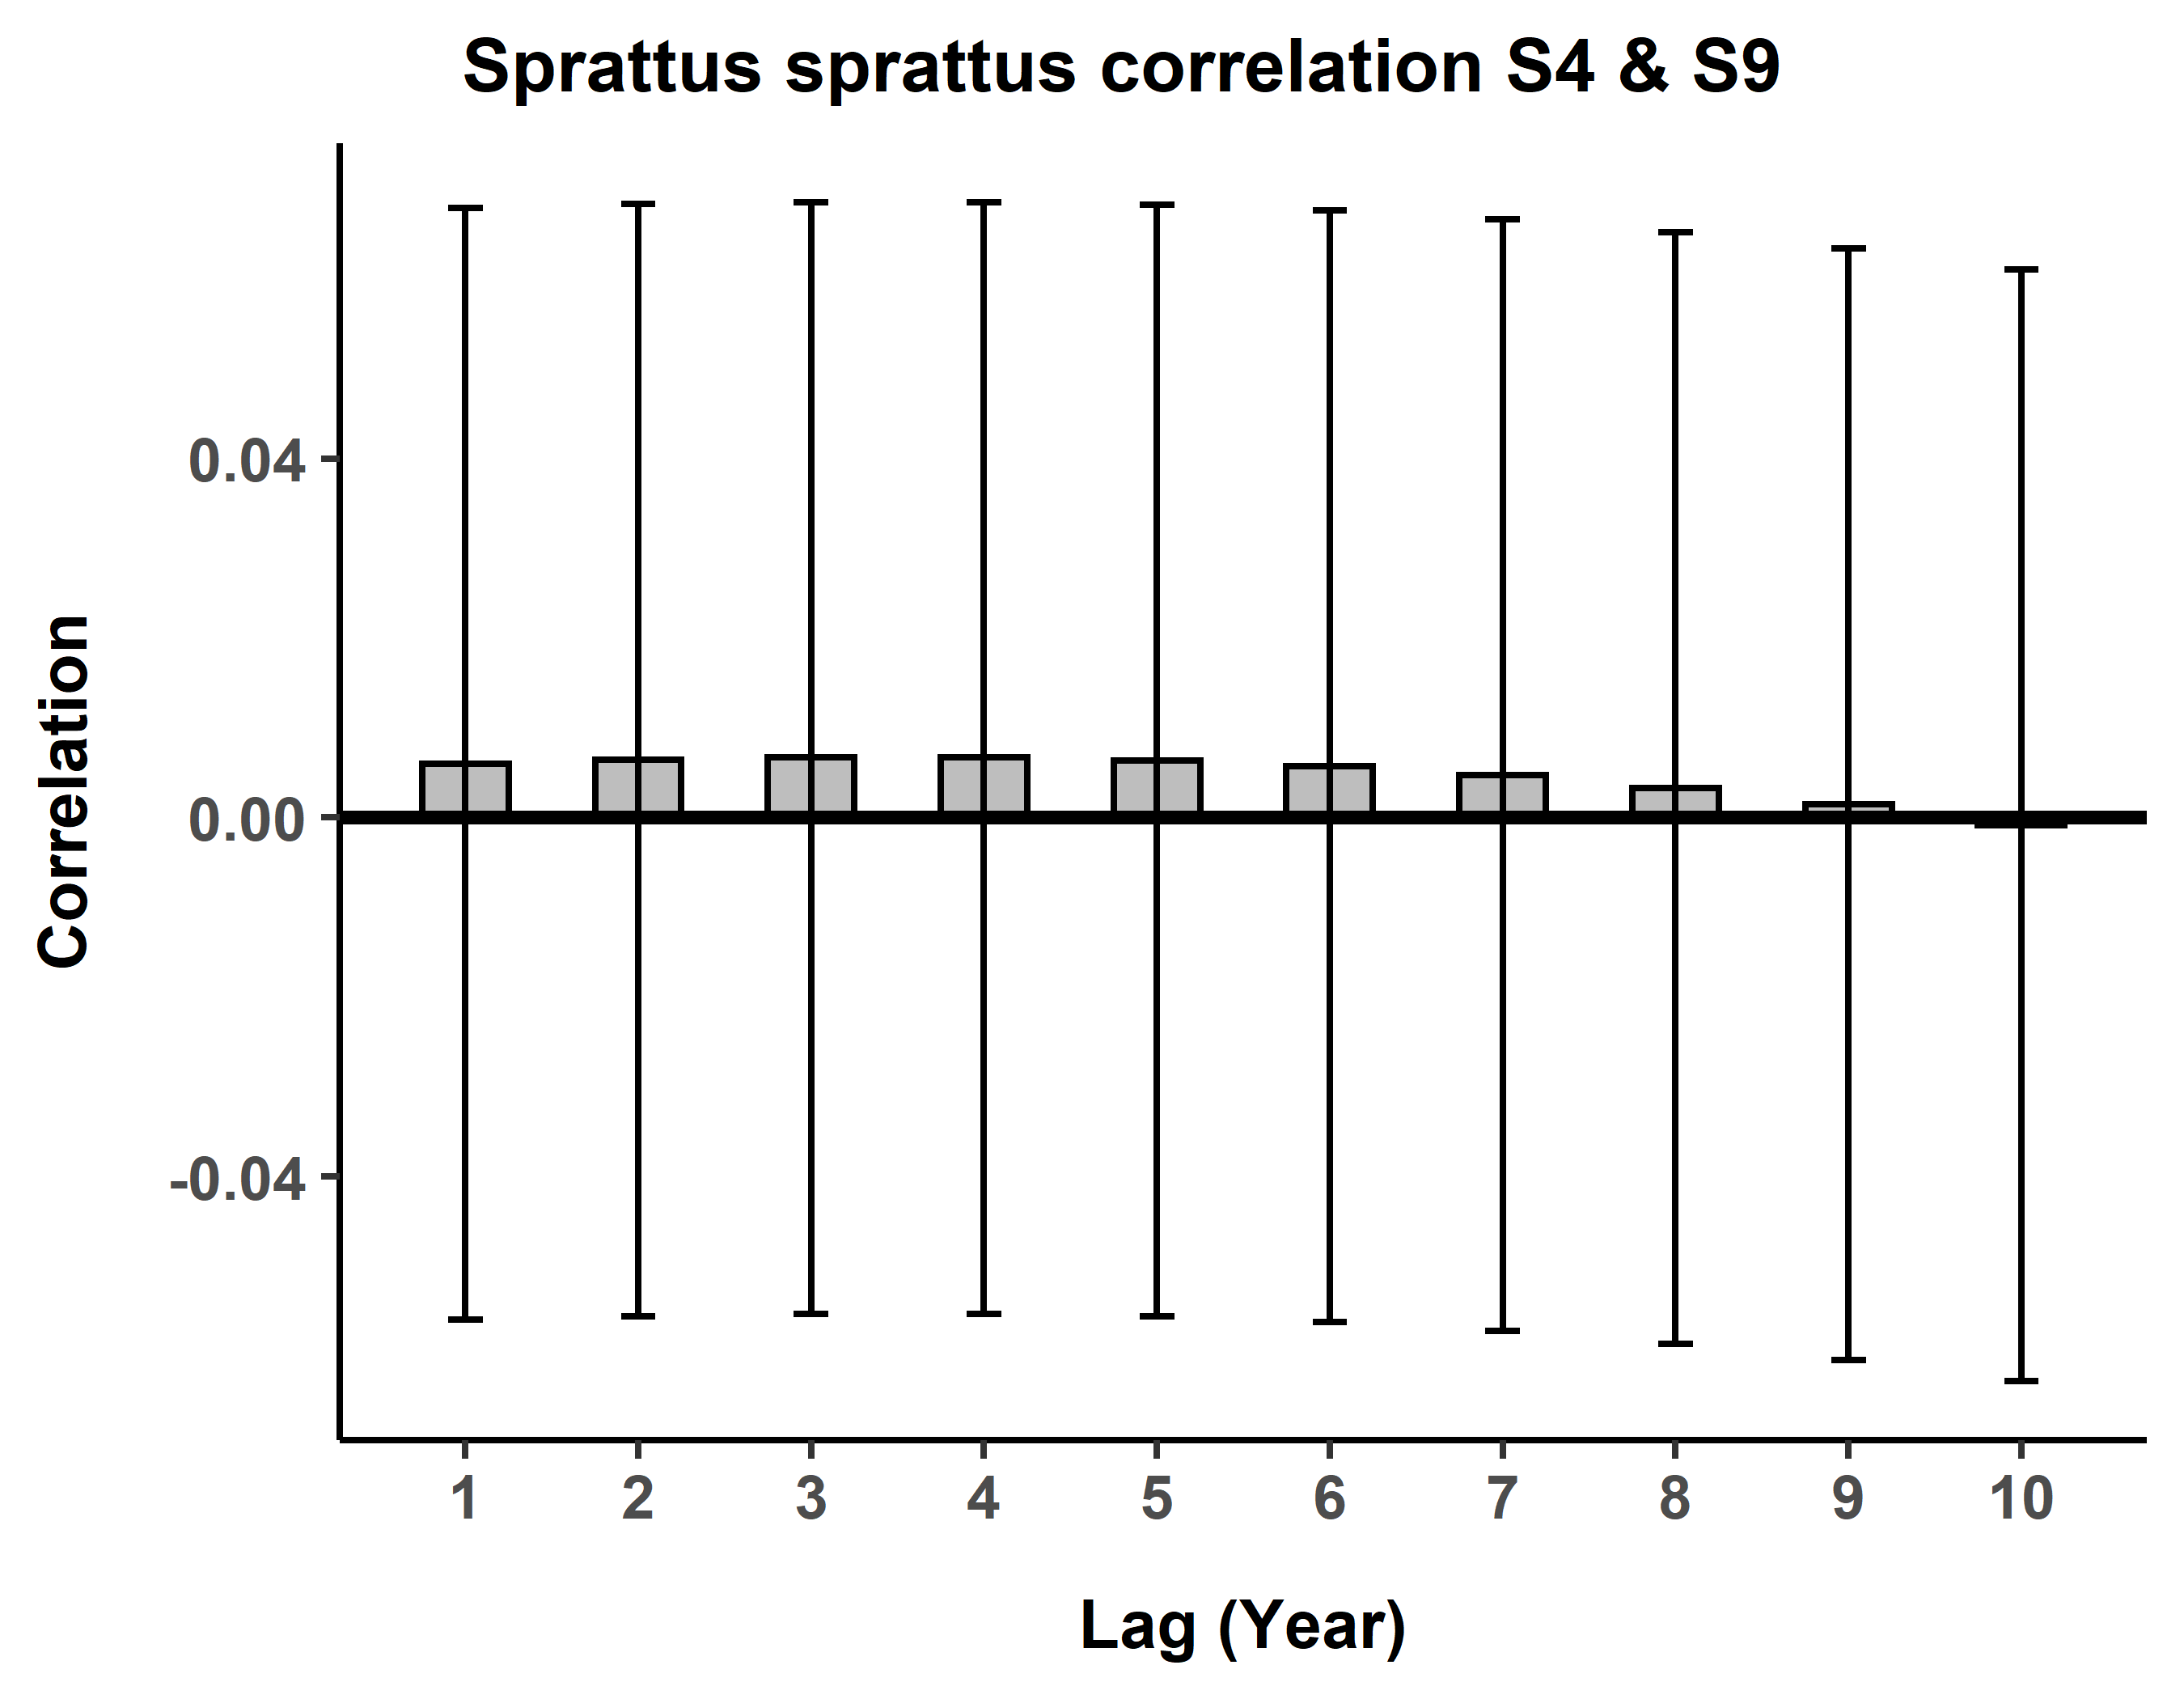 Sprattus sprattus correlation S4 & S9
Correlation
0.04
0.00
-0.04
1 2 3 4 5 6 7 8 9 10
Lag (Year)